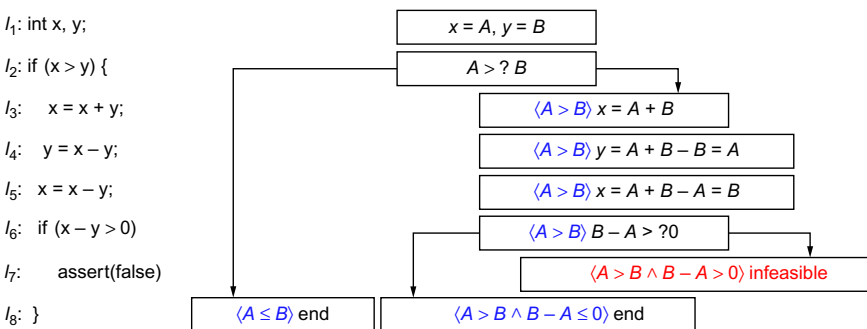 l1: int x, y;
x = A, y = B
l2: if (x > y) {
A > ? B
l3: x = x + y;
⟨A > B⟩ x = A + B
l4: y = x – y;
⟨A > B⟩ y = A + B – B = A
l5: x = x – y;
⟨A > B⟩ x = A + B – A = B
l6: if (x – y > 0)
⟨A > B⟩ B – A > ?0
l7: assert(false)
⟨A > B ∧ B – A > 0⟩ infeasible
l8: }
⟨A ≤ B⟩ end
⟨A > B ∧ B – A ≤ 0⟩ end